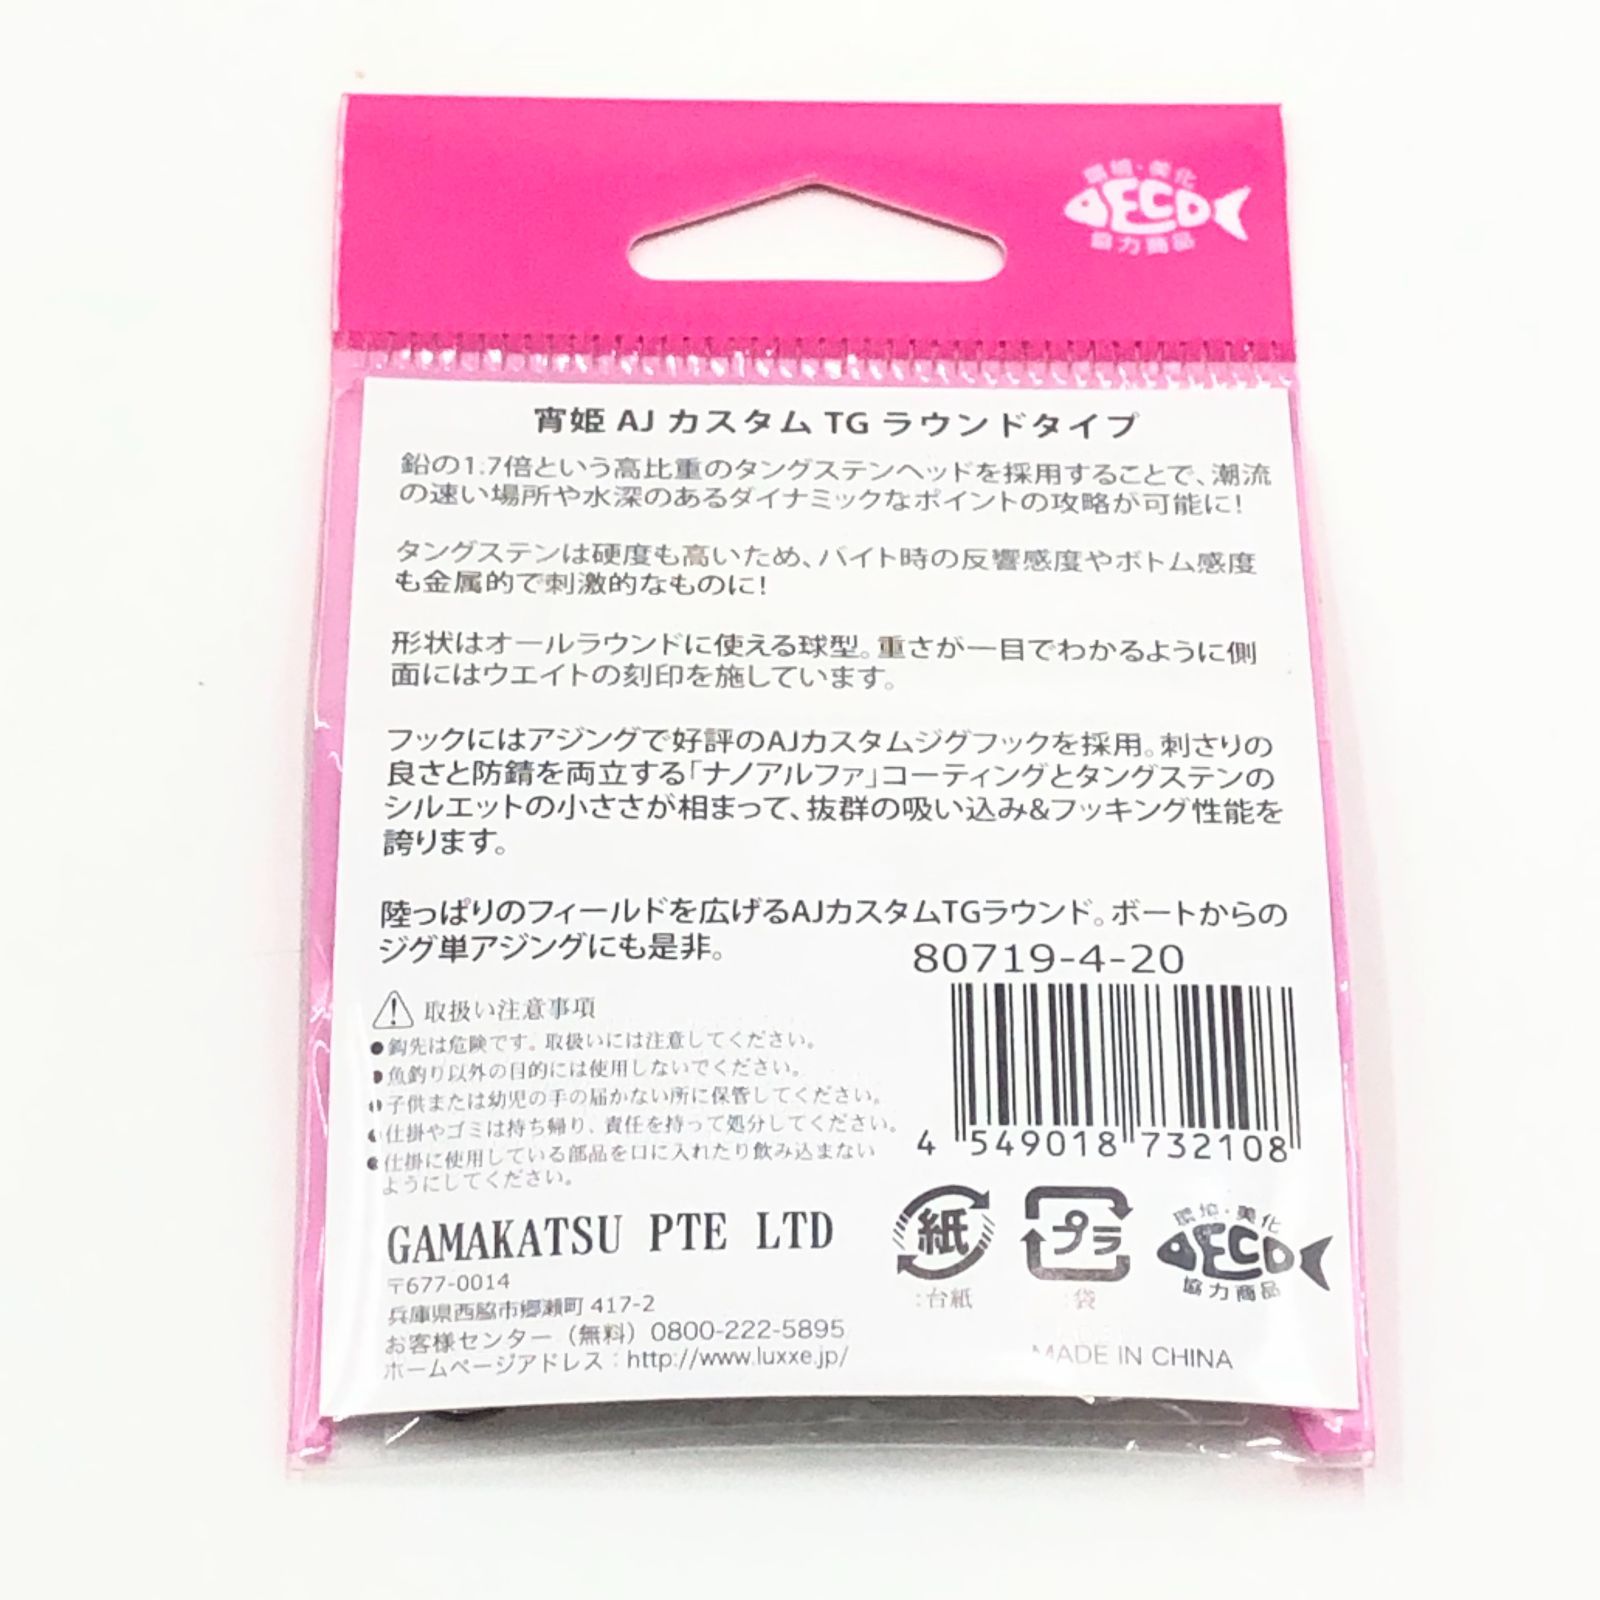 環境・美化
ECO
協力商品
宵姫 AJ カスタム TG ラウンドタイプ
鉛の1.7倍という高比重のタングステンヘッドを採用することで、潮流
の速い場所や水深のあるダイナミックなポイントの攻略が可能に!
タングステンは硬度も高いため、バイト時の反響感度やボトム感度
も金属的で刺激的なものに!
形状はオールラウンドに使える球型。重さが一目でわかるように側
面にはウエイトの刻印を施しています。
フックにはアジングで好評のAJカスタムジグフックを採用。刺さりの
良さと防錆を両立する「ナノアルファ」コーティングとタングステンの
シルエットの小ささが相まって、抜群の吸い込み&フッキング性能を
誇ります。
陸っぱりのフィールドを広げるAJカスタムTGラウンド。ボートからの
ジグ単アジングにも是非。
80719-4-20
取扱い注意事項
●鈎先は危険です。取扱いには注意してください。
●魚釣り以外の目的には使用しないでください。
●子供または幼児の手の届かない所に保管してください。
●仕掛やゴミは持ち帰り、責任を持って処分してください。
●仕掛に使用している部品を口に入れたり飲み込まない
ようにしてください。
4 549018 732108
GAMAKATSU PTE LTD
〒677-0014
兵庫県西脇市郷瀬町 417-2
お客様センター（無料）0800-222-5895
ホームページアドレス：http://www.luxxe.jp/
紙
:台紙
プラ
:袋
環境・美化
ECO
協力商品
MADE IN CHINA